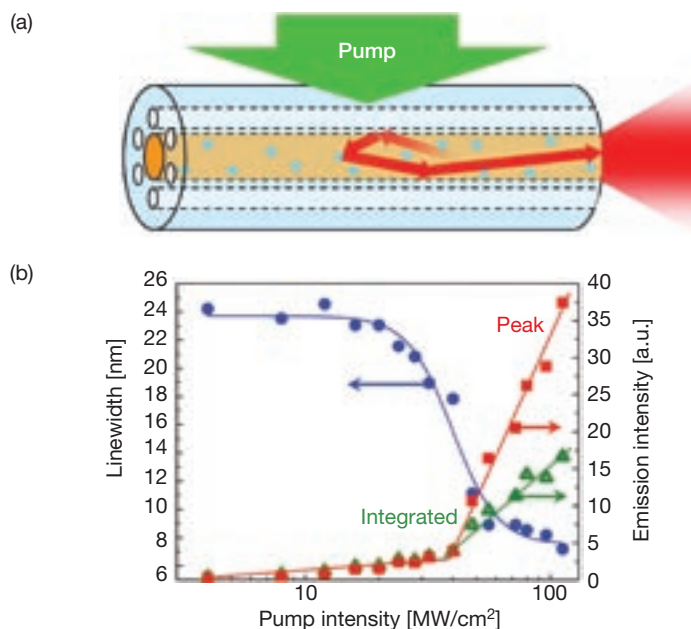 (a)
Pump
(b)
26
24
22
20
18
16
14
12
10
8
6
Linewidth [nm]
Peak
Integrated
40
35
30
25
20
15
10
5
0
Emission intensity [a.u.]
10
100
Pump intensity [MW/cm²]